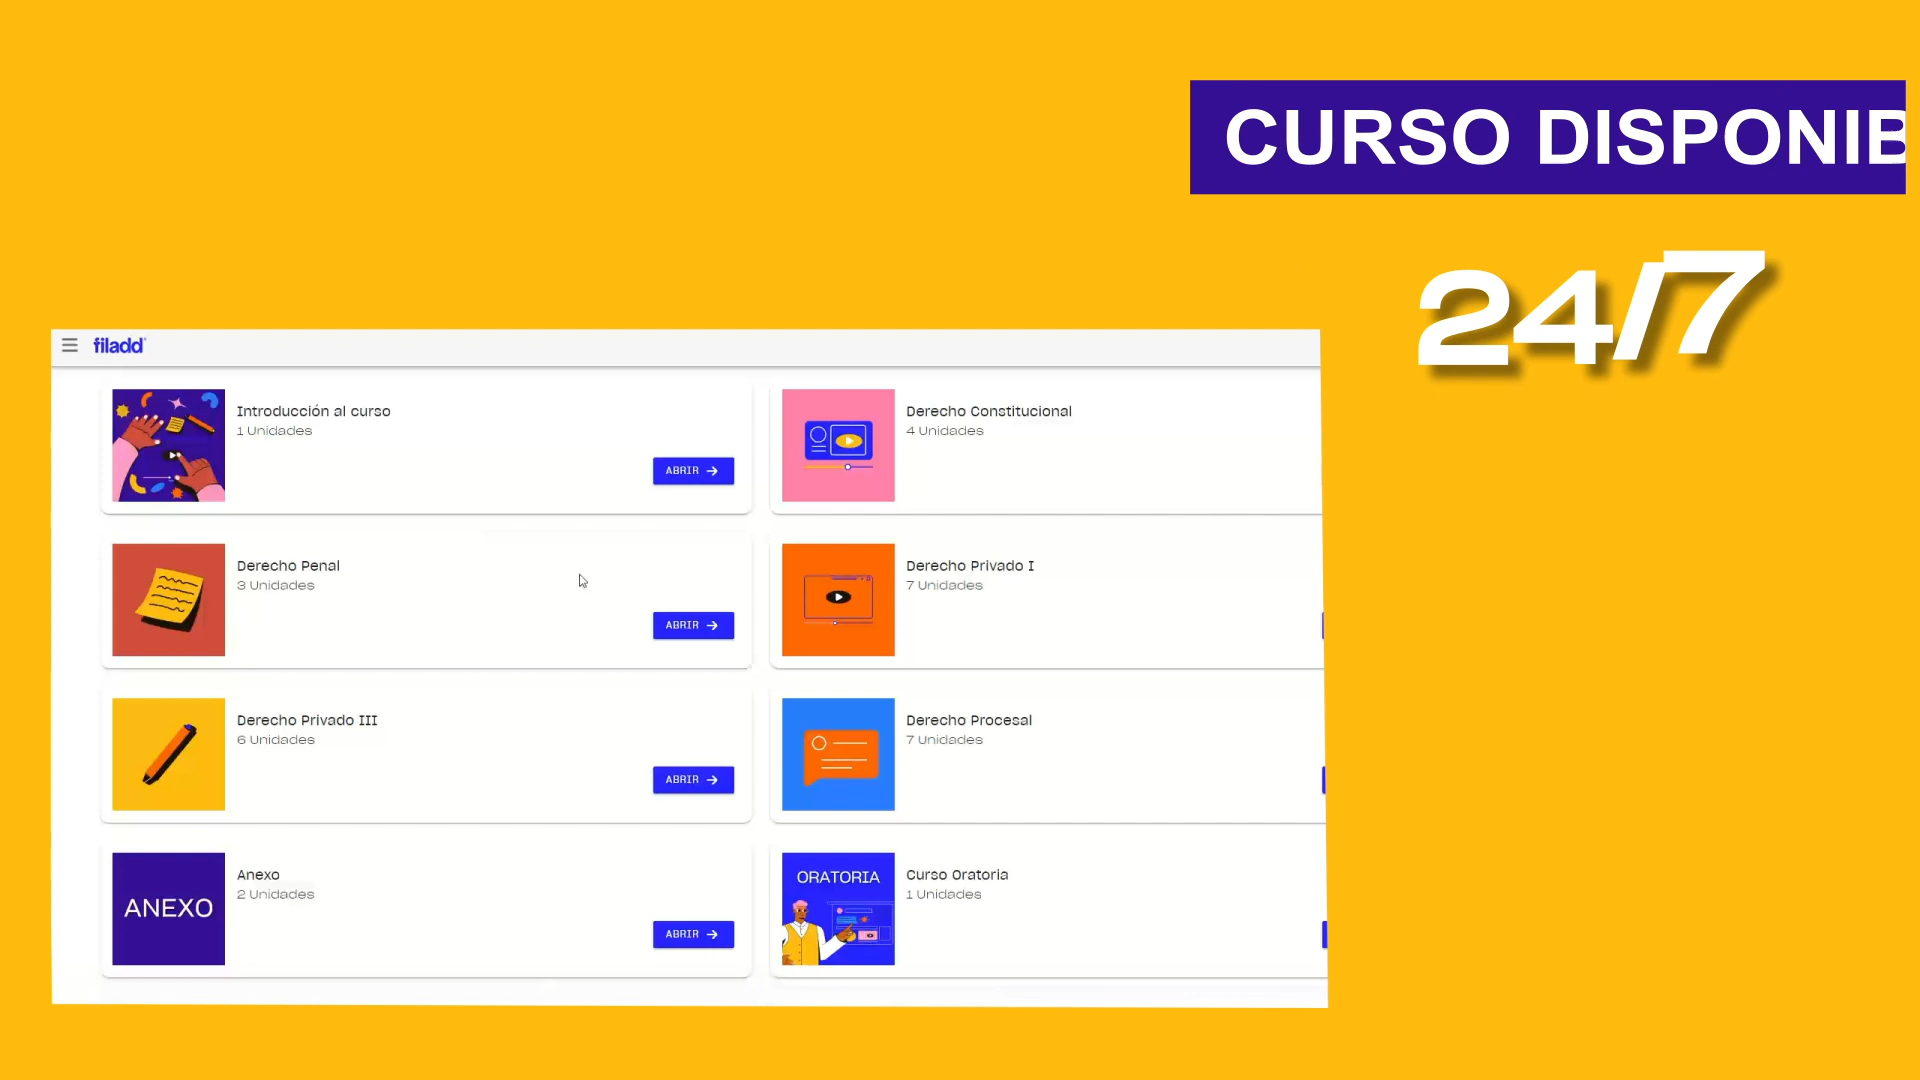 CURSO DISPONIB
24/7
filadd
Introducción al curso
1 Unidades
ABRIR
Derecho Constitucional
4 Unidades
Derecho Penal
3 Unidades
ABRIR
Derecho Privado I
7 Unidades
Derecho Privado III
6 Unidades
ABRIR
Derecho Procesal
7 Unidades
ANEXO
Anexo
2 Unidades
ABRIR
ORATORIA
Curso Oratoria
1 Unidades